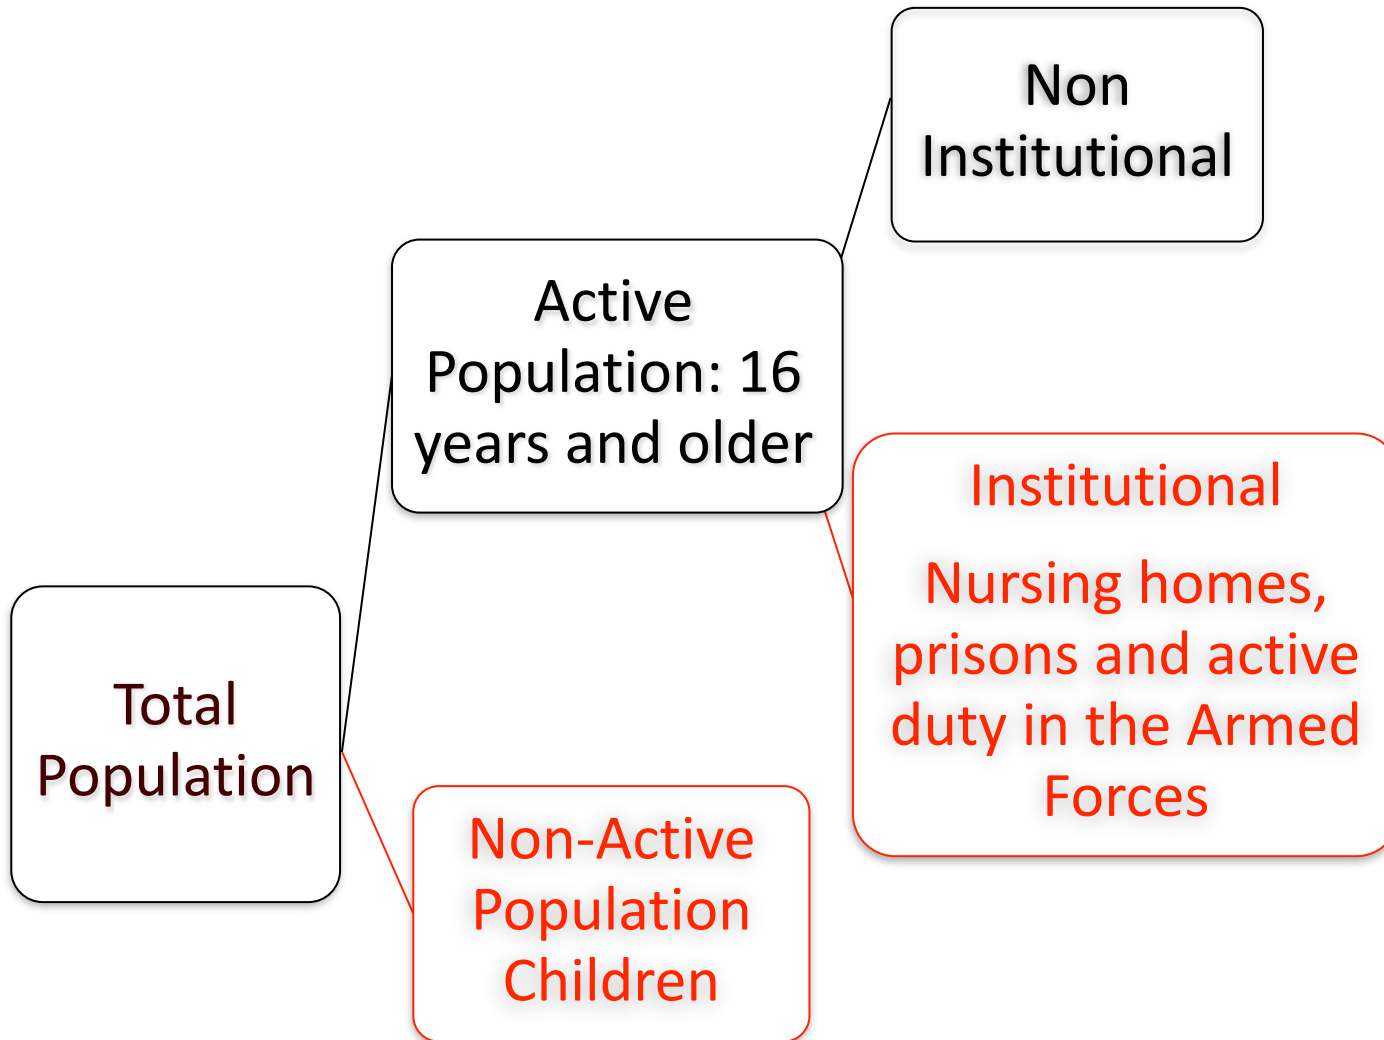 Non
Institutional
Active
Population: 16
years and older
Institutional
Nursing homes,
prisons and active
duty in the Armed
Forces
Total
Population
Non-Active
Population
Children